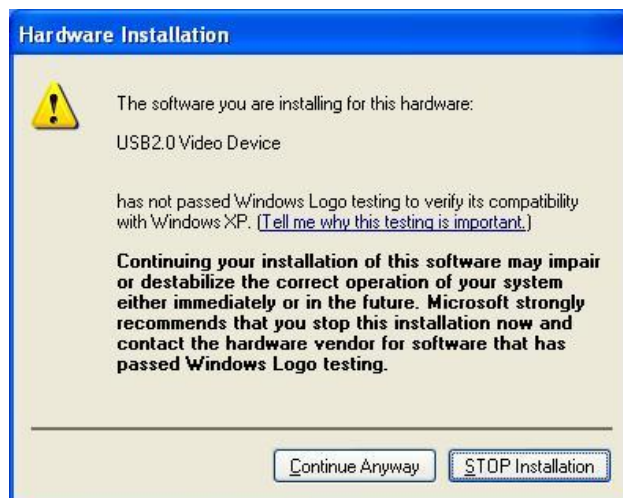 Hardware Installation
The software you are installing for this hardware:
USB2.0 Video Device
has not passed Windows Logo testing to verify its compatibility
with Windows XP. (Tell me why this testing is important.)
Continuing your installation of this software may impair
or destabilize the correct operation of your system
either immediately or in the future. Microsoft strongly
recommends that you stop this installation now and
contact the hardware vendor for software that has
passed Windows Logo testing.
Continue Anyway
STOP Installation